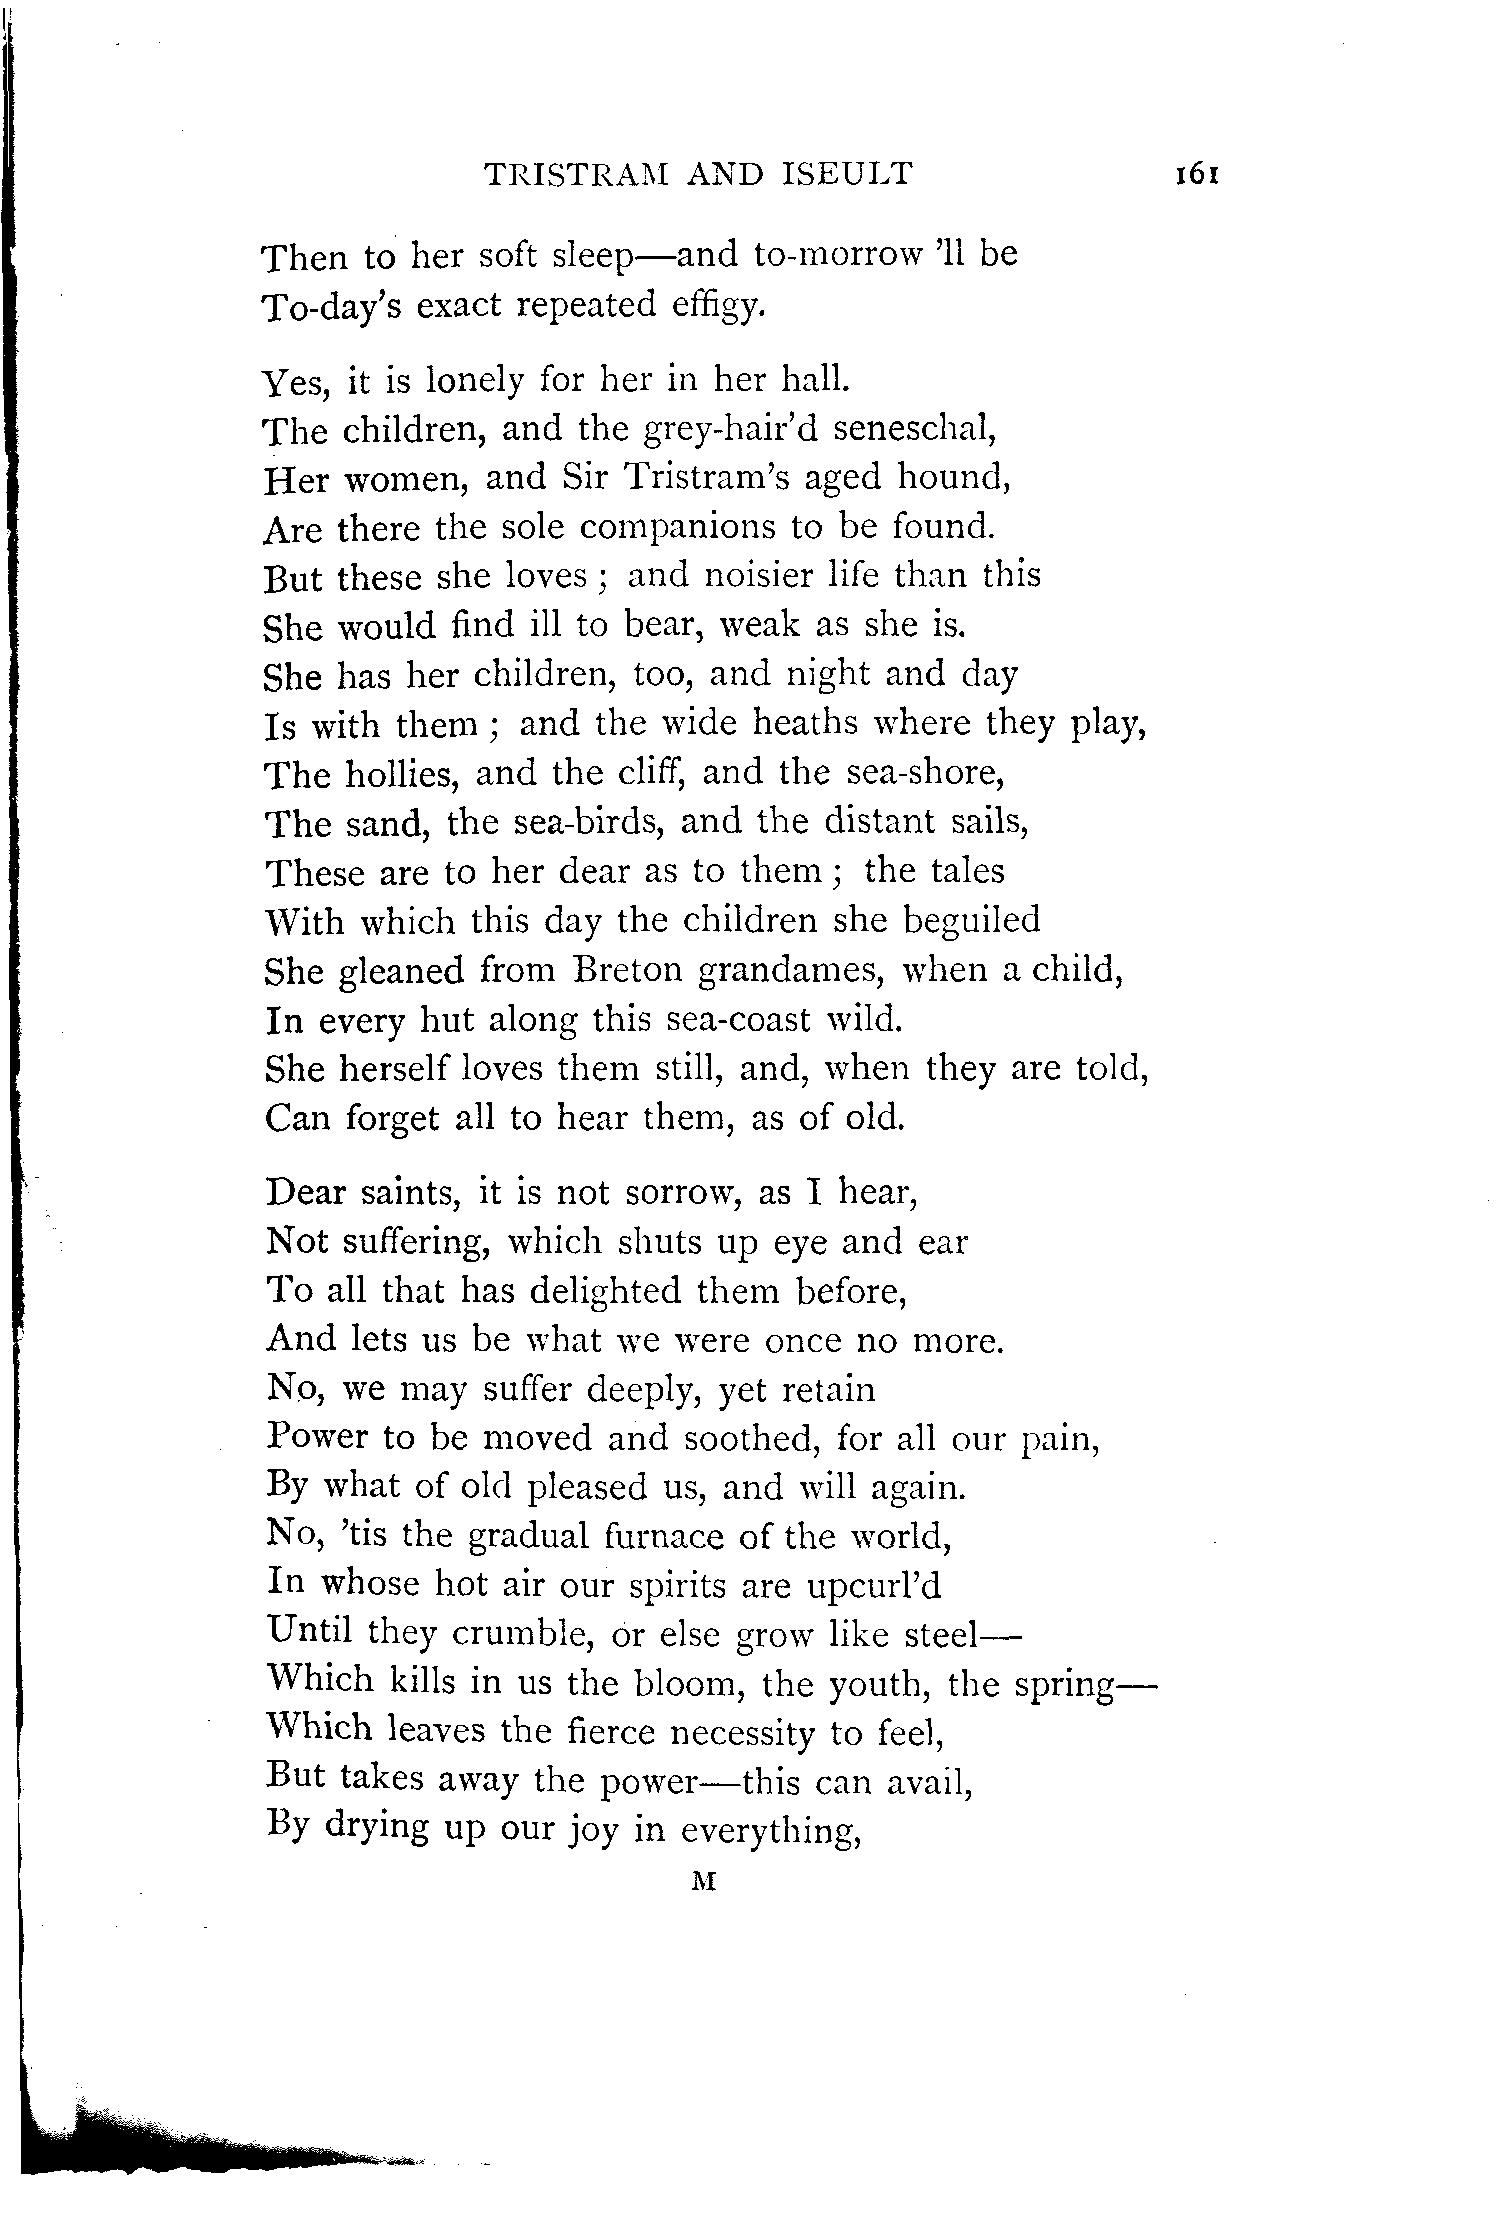 TRISTRAM AND ISEULT 161
Then to her soft sleep—and to-morrow 'll be
To-day's exact repeated effigy.
Yes, it is lonely for her in her hall.
The children, and the grey-hair'd seneschal,
Her women, and Sir Tristram's aged hound,
Are there the sole companions to be found.
But these she loves ; and noisier life than this
She would find ill to bear, weak as she is.
She has her children, too, and night and day
Is with them ; and the wide heaths where they play,
The hollies, and the cliff, and the sea-shore,
The sand, the sea-birds, and the distant sails,
These are to her dear as to them ; the tales
With which this day the children she beguiled
She gleaned from Breton grandames, when a child,
In every hut along this sea-coast wild.
She herself loves them still, and, when they are told,
Can forget all to hear them, as of old.
Dear saints, it is not sorrow, as I hear,
Not suffering, which shuts up eye and ear
To all that has delighted them before,
And lets us be what we were once no more.
No, we may suffer deeply, yet retain
Power to be moved and soothed, for all our pain,
By what of old pleased us, and will again.
No, 'tis the gradual furnace of the world,
In whose hot air our spirits are upcurl'd
Until they crumble, or else grow like steel—
Which kills in us the bloom, the youth, the spring—
Which leaves the fierce necessity to feel,
But takes away the power—this can avail,
By drying up our joy in everything,
M